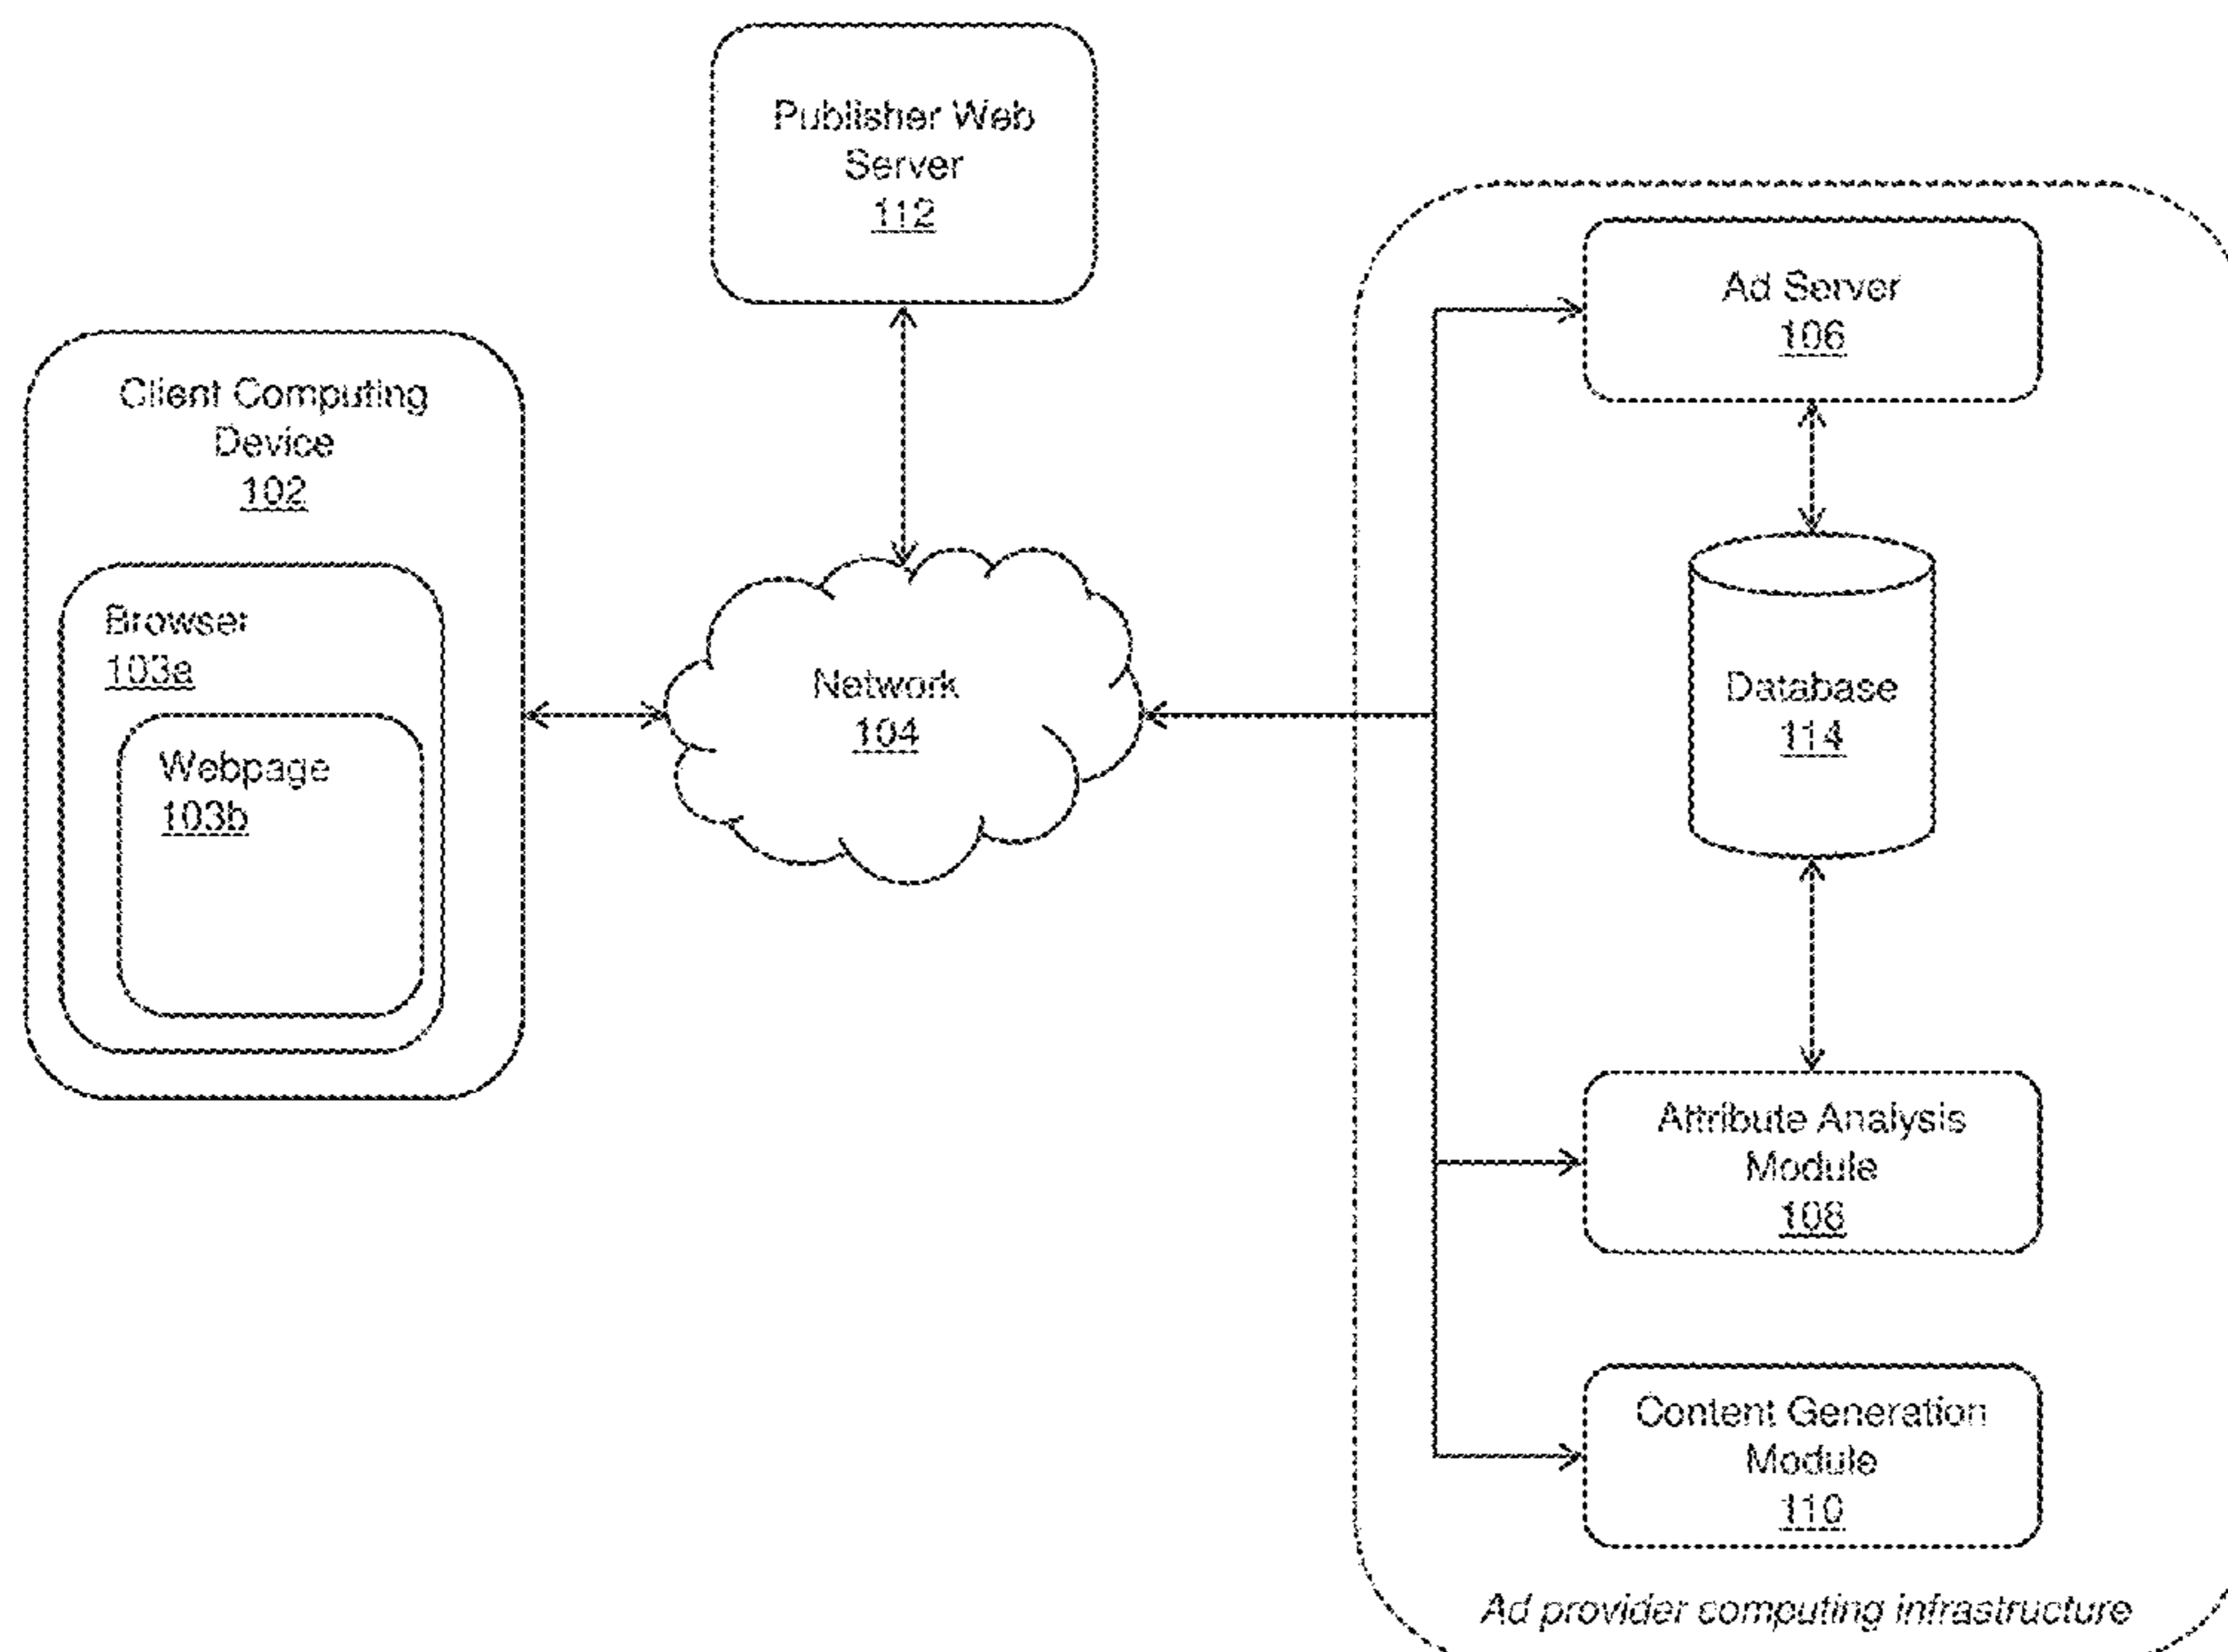 Publisher Web
Server
112
Client Computing
Device
102
Browser
103a
Webpage
103b
Network
104
Ad Server
106
Database
114
Attribute Analysis
Module
108
Content Generation
Module
110
Ad provider computing infrastructure